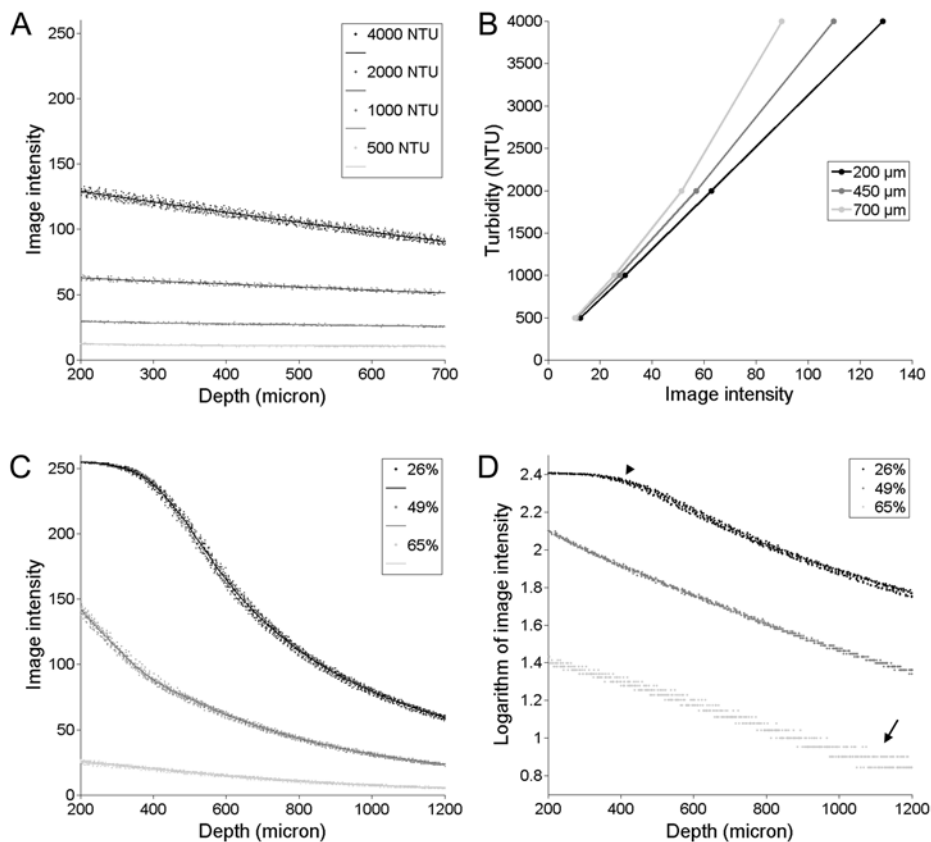 A
260
200
150
100
50
0
Image intensity
200 300 400 500 600 700
Depth (micron)
4000 NTU
2000 NTU
1000 NTU
500 NTU
B
4000
3500
3000
2500
2000
1500
1000
500
0
Turbidity (NTU)
0 20 40 60 80 100 120 140
Image intensity
200 µm
450 µm
700 µm
C
250
200
150
100
50
0
Image intensity
200 400 600 800 1000 1200
Depth (micron)
26%
49%
65%
D
2.4
2.2
2
1.8
1.6
1.4
1.2
1
0.8
Logarithm of image intensity
200 400 600 800 1000 1200
Depth (micron)
26%
49%
65%